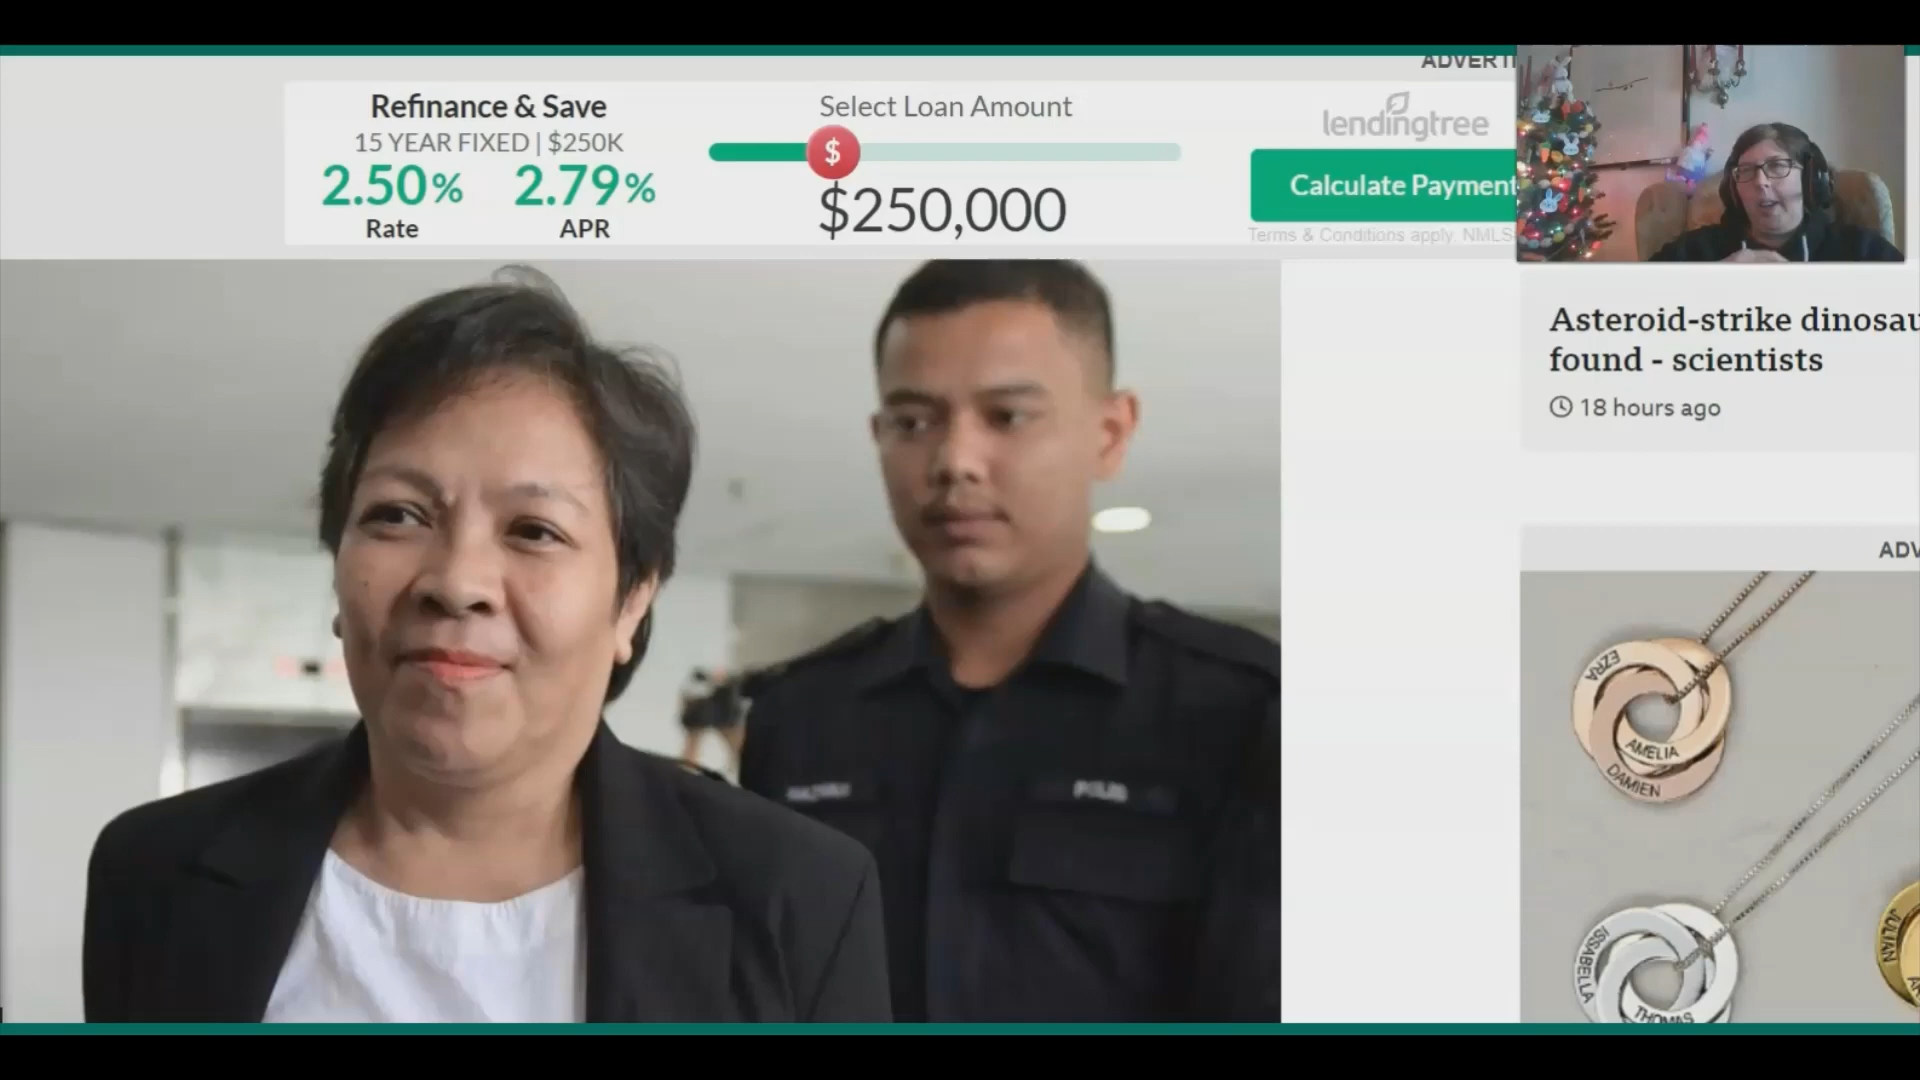 ADVERTI
Refinance & Save
15 YEAR FIXED | $250K
2.50% 2.79%
Rate APR
Select Loan Amount
$
$250,000
lendingtree
Calculate Payment
Terms & Conditions apply. NMLS
Asteroid-strike dinosau
found - scientists
18 hours ago
POLIS
ADV
EZRA
AMELIA
DAMIEN
ISSABELLA
THOMAS
JULIAN